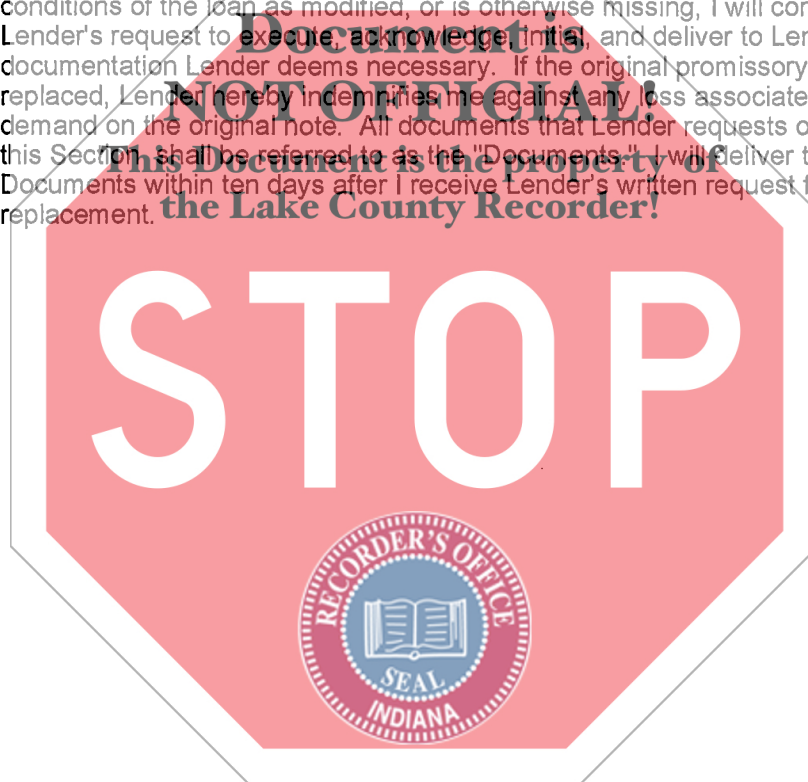 conditions of the loan as modified, or is otherwise missing, I will com
Lender's request to execute, acknowledge, initial, and deliver to Len
documentation Lender deems necessary. If the original promissory
replaced, Lender hereby indemnifies me against any loss associate
demand on the original note. All documents that Lender requests o
this Section shall be referred to as the "Documents." I will deliver t
Documents within ten days after I receive Lender's written request f
replacement.
Document is
NOT OFFICIAL!
This Document is the property of
the Lake County Recorder!
STOP
RECORDER'S OFFICE
SEAL
INDIANA